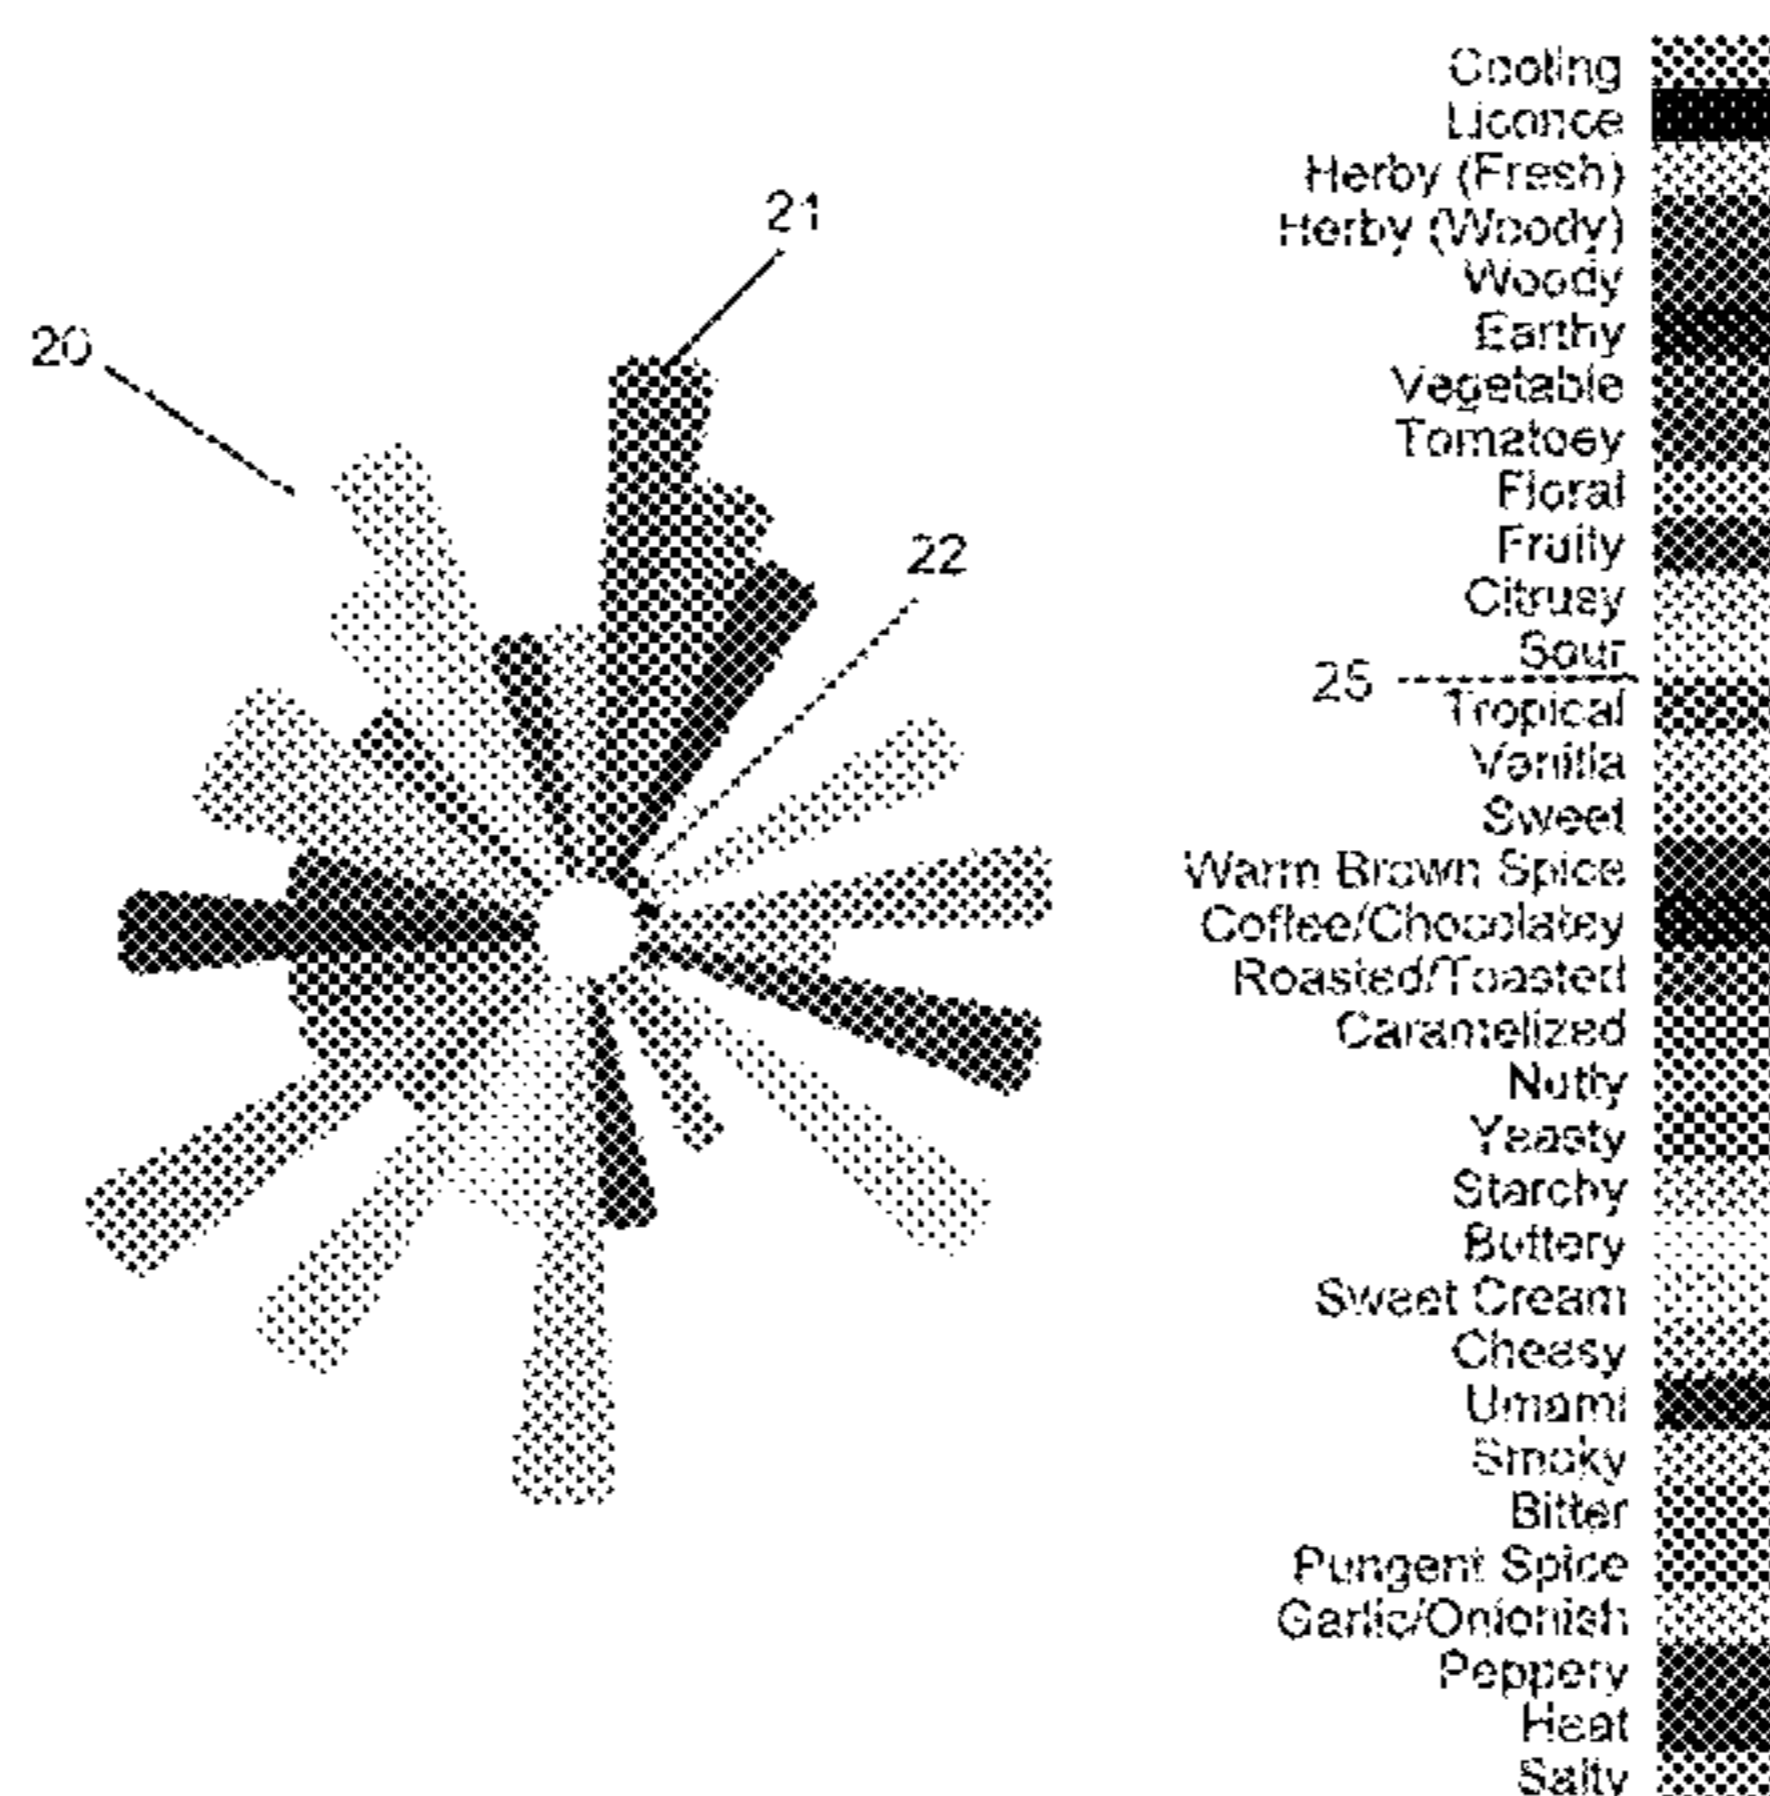 21
20
22
Cooling
Licorice
Herby (Fresh)
Herby (Woody)
Woody
Earthy
Vegetable
Tomatoey
Floral
Fruity
Citrusy
Sour
25
Tropical
Vanilla
Sweet
Warm Brown Spice
Coffee/Chocolatey
Roasted/Toasted
Caramelized
Nutty
Yeasty
Starchy
Buttery
Sweet Cream
Cheesy
Umami
Smoky
Bitter
Pungent Spice
Garlic/Onionish
Peppery
Heat
Salty